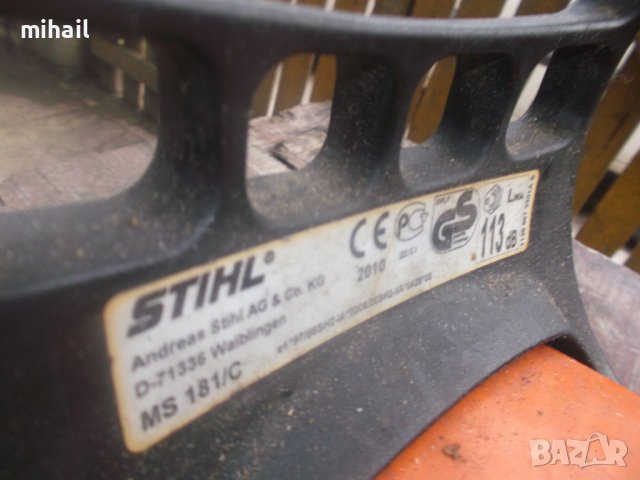 mihail
STIHL®
Andreas Stihl AG & Co. KG
D-71336 Waiblingen
MS 181/C
CE
2010
GS
113 dB
BAZAR